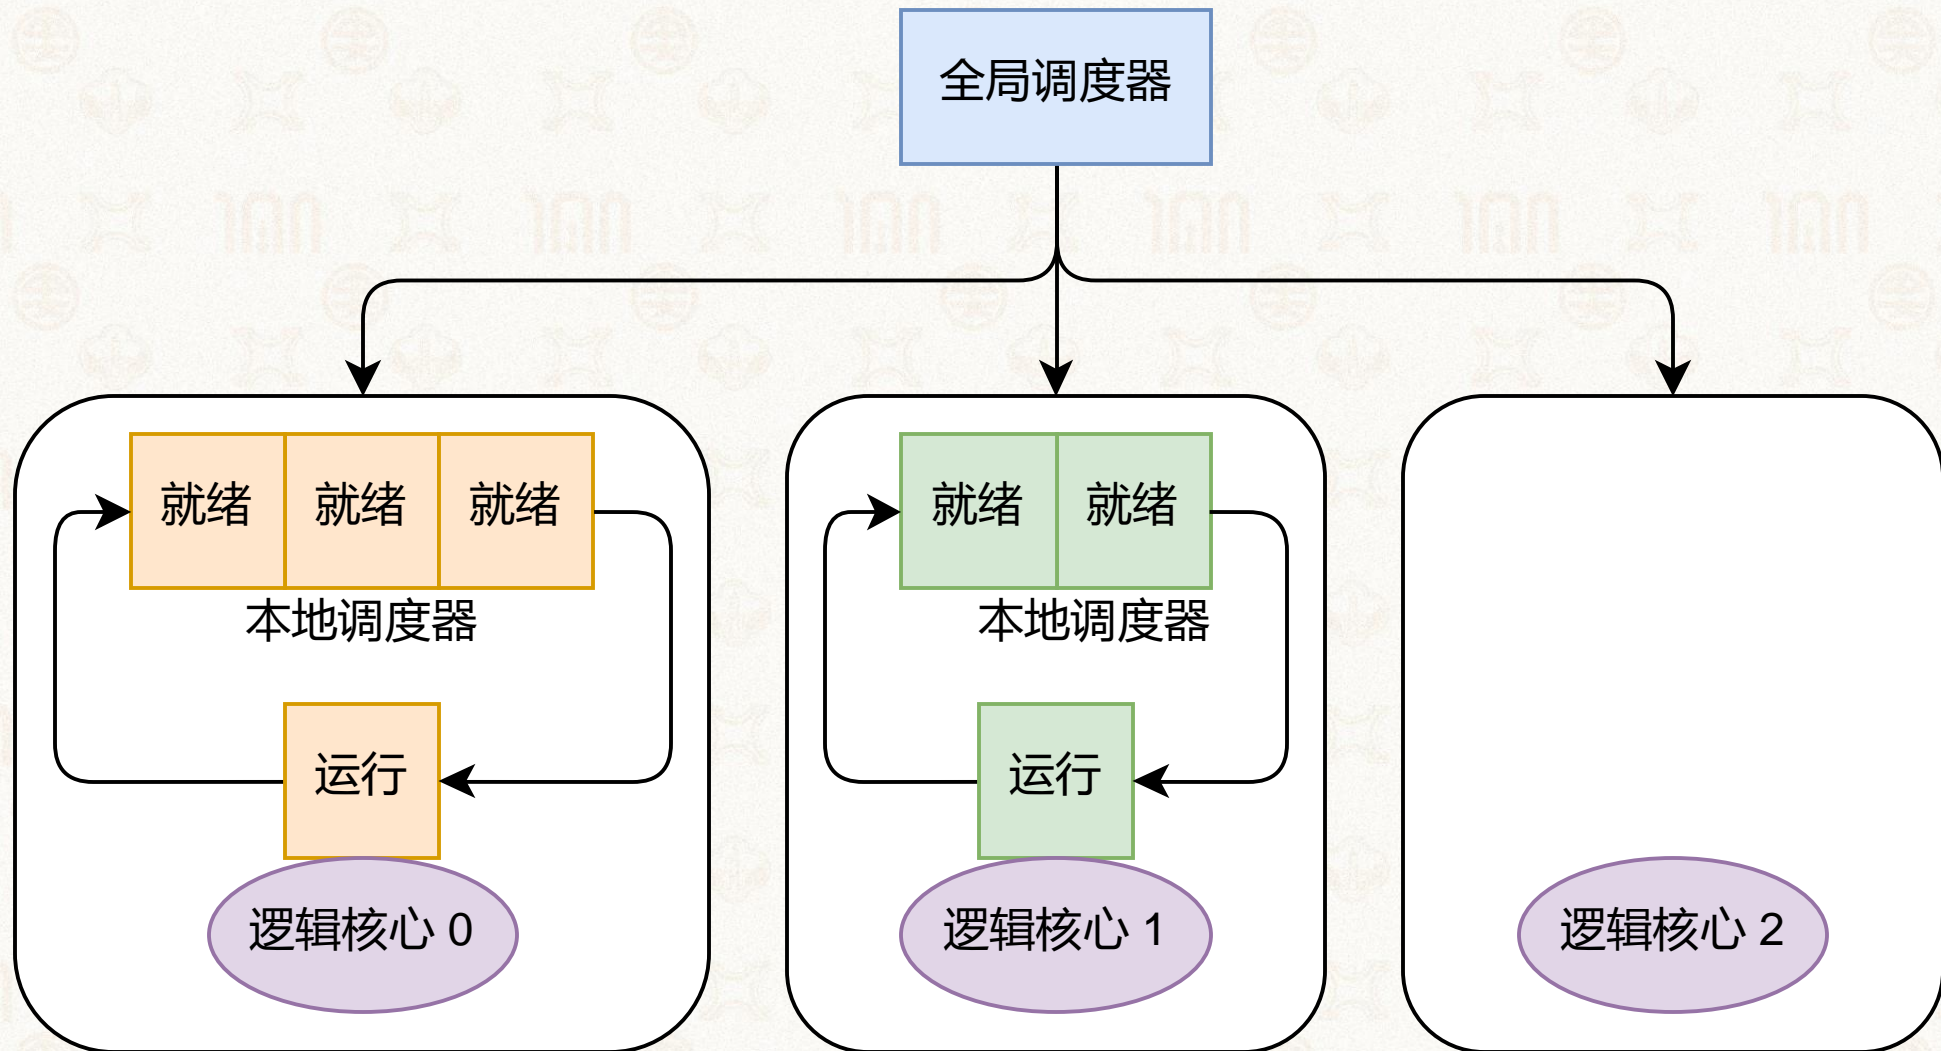 全局调度器
就绪 就绪 就绪
本地调度器
运行
逻辑核心 0
就绪 就绪
本地调度器
运行
逻辑核心 1
逻辑核心 2